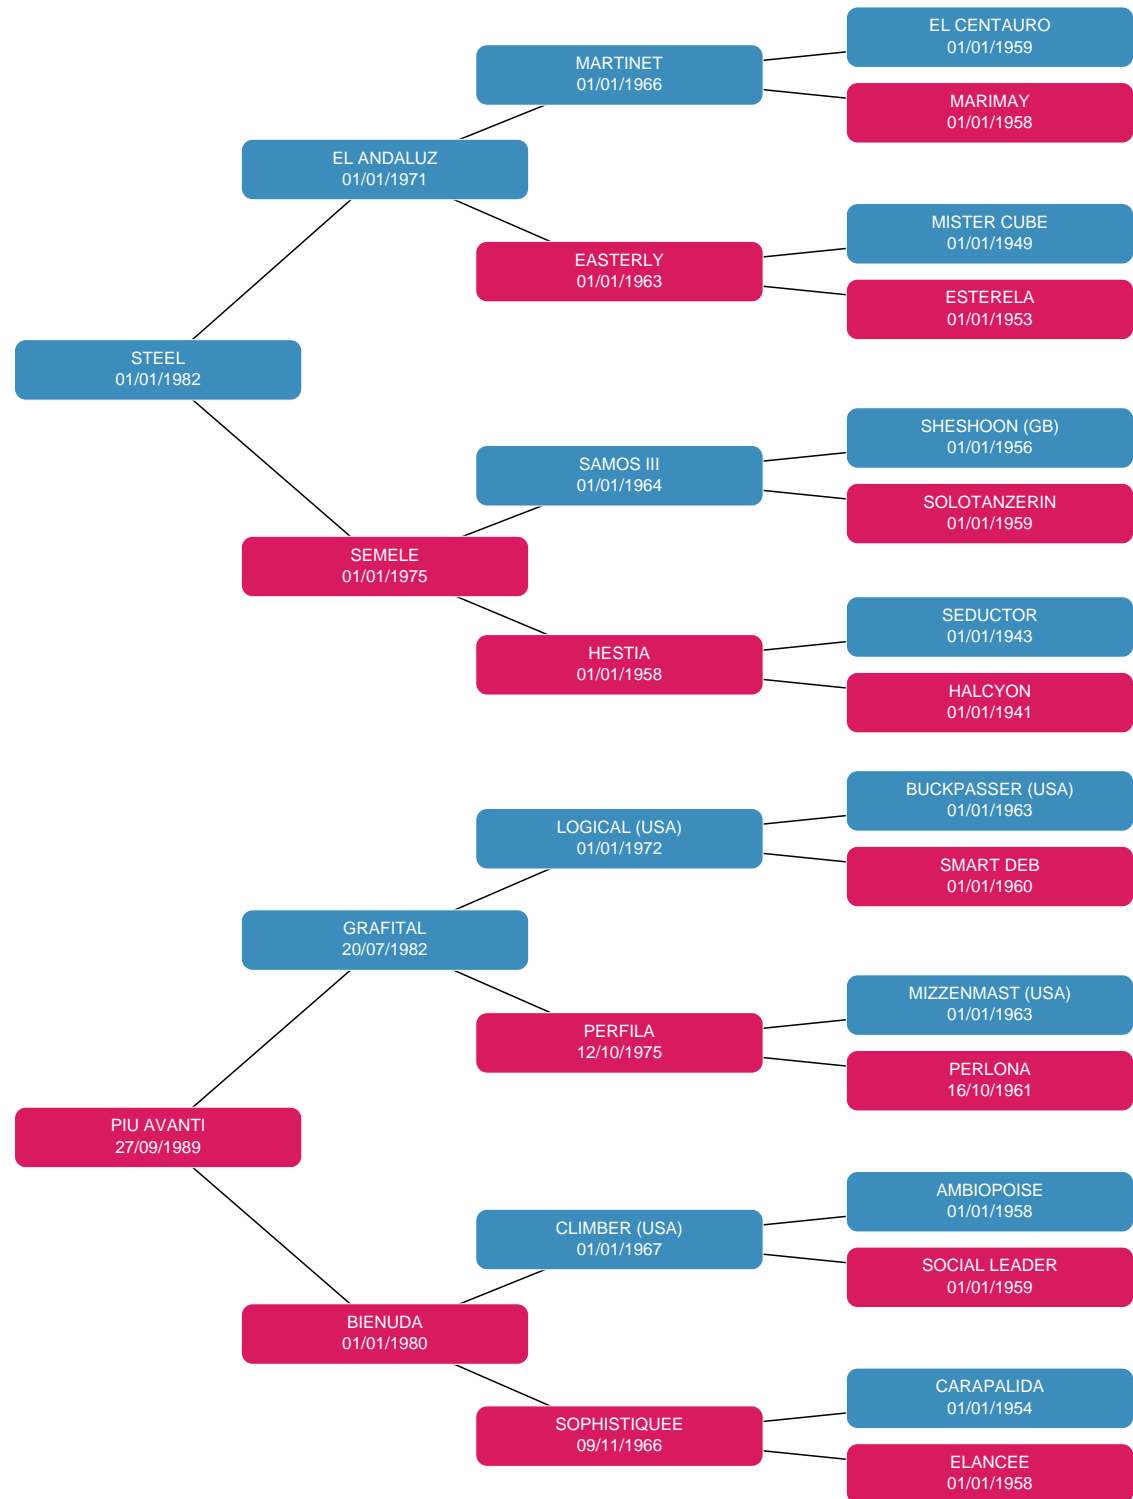 EL CENTAURO
01/01/1959
MARTINET
01/01/1966
MARIMAY
01/01/1958
EL ANDALUZ
01/01/1971
MISTER CUBE
01/01/1949
EASTERLY
01/01/1963
ESTERELA
01/01/1953
STEEL
01/01/1982
SHESHOON (GB)
01/01/1956
SAMOS III
01/01/1964
SOLOTANZERIN
01/01/1959
SEMELE
01/01/1975
SEDUCTOR
01/01/1943
HESTIA
01/01/1958
HALCYON
01/01/1941
BUCKPASSER (USA)
01/01/1963
LOGICAL (USA)
01/01/1972
SMART DEB
01/01/1960
GRAFITAL
20/07/1982
MIZZENMAST (USA)
01/01/1963
PERFILA
12/10/1975
PERLONA
16/10/1961
PIU AVANTI
27/09/1989
AMBIOPOISE
01/01/1958
CLIMBER (USA)
01/01/1967
SOCIAL LEADER
01/01/1959
BIENUDA
01/01/1980
CARAPALIDA
01/01/1954
SOPHISTIQUEE
09/11/1966
ELANCEE
01/01/1958